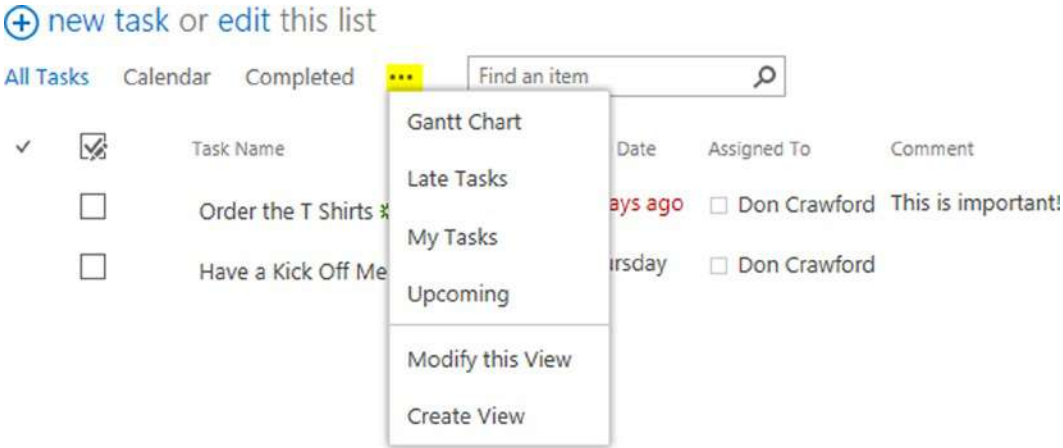 new task or edit this list
All Tasks Calendar Completed ... Find an item
Gantt Chart
Task Name Date Assigned To Comment
Late Tasks
Order the T Shirts ays ago Don Crawford This is important!
My Tasks
Have a Kick Off Me rsday Don Crawford
Upcoming
Modify this View
Create View